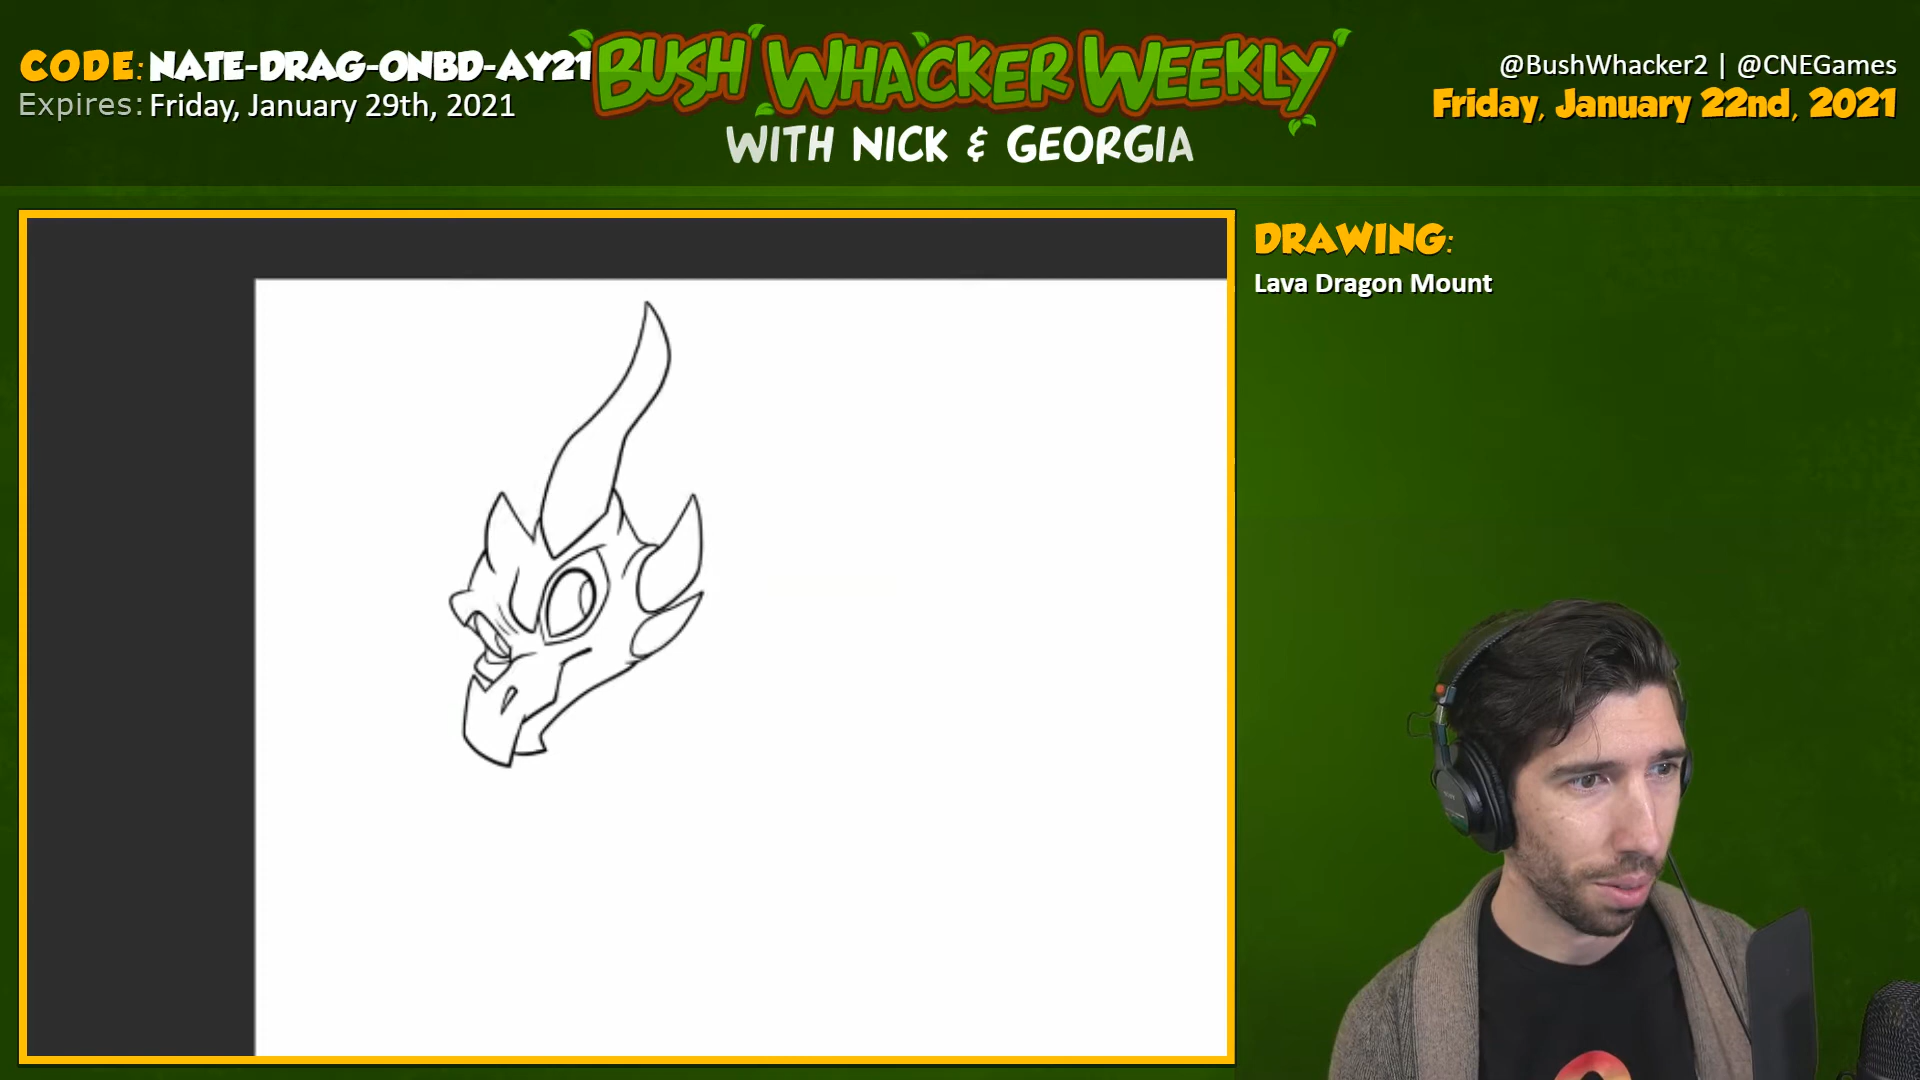 CODE: NATE-DRAG-ONBD-AY21
Expires: Friday, January 29th, 2021
BUSH WHACKER WEEKLY
WITH NICK & GEORGIA
@BushWhacker2 | @CNEGames
Friday, January 22nd, 2021
DRAWING:
Lava Dragon Mount